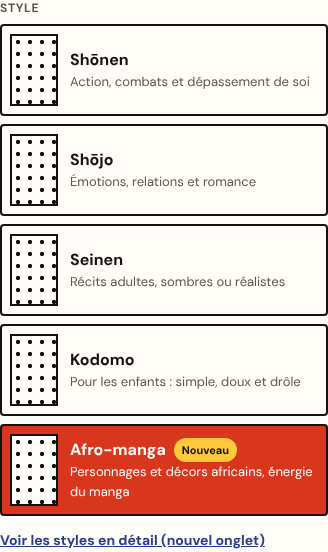 STYLE
Shōnen
Action, combats et dépassement de soi
Shōjo
Émotions, relations et romance
Seinen
Récits adultes, sombres ou réalistes
Kodomo
Pour les enfants : simple, doux et drôle
Afro-manga Nouveau
Personnages et décors africains, énergie
du manga
Voir les styles en détail (nouvel onglet)